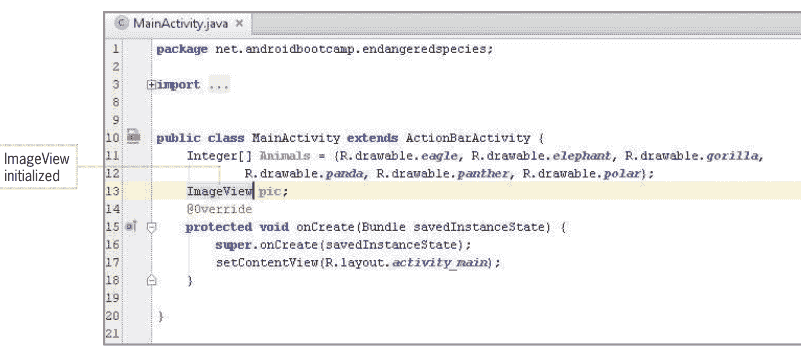 MainActivity.java
1 package net.androidbootcamp.endangeredspecies;
2
3 import ...
8
9
10 public class MainActivity extends ActionBarActivity {
11 Integer[] Animals = {R.drawable.eagle, R.drawable.elephant, R.drawable.gorilla,
12 R.drawable.panda, R.drawable.panther, R.drawable.polar};
ImageView
initialized
13 ImageView pic;
14 @Override
15 protected void onCreate(Bundle savedInstanceState) {
16 super.onCreate(savedInstanceState);
17 setContentView(R.layout.activity_main);
18 }
19
20 }
21